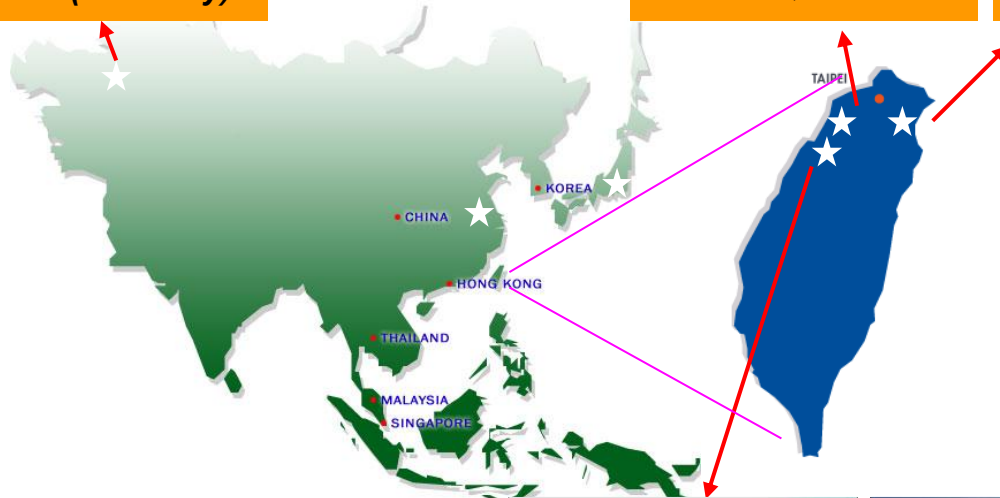 TAIPEI
KOREA
CHINA
HONG KONG
THAILAND
MALAYSIA
SINGAPORE